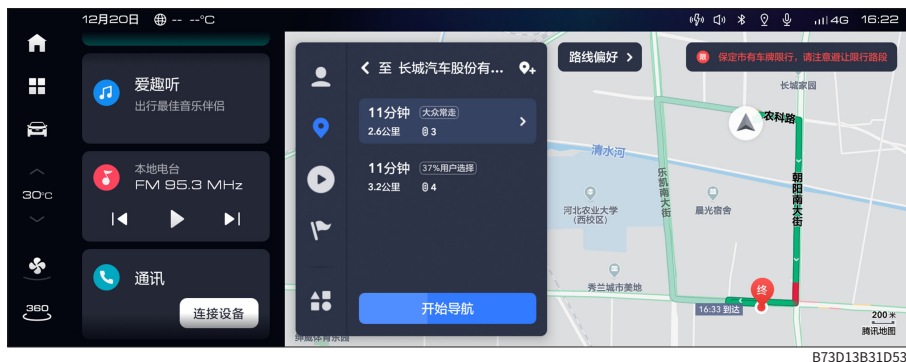 12月20日 -- --°C
4G 16:22
爱趣听
出行最佳音乐伴侣
本地电台
FM 95.3 MHz
30°C
通讯
连接设备
360
至 长城汽车股份有...
11分钟 大众常走
2.6公里 3
11分钟 37%用户选择
3.2公里 4
开始导航
路线偏好 >
限 保定市有车牌限行，请注意避让限行路段
长城家园
农科路
清水河
乐凯南大街
朝阳南大街
河北农业大学
(西校区)
晨光宿舍
秀兰城市美地
终
16:33 到达
200 米
腾讯地图
B73D13B31D53